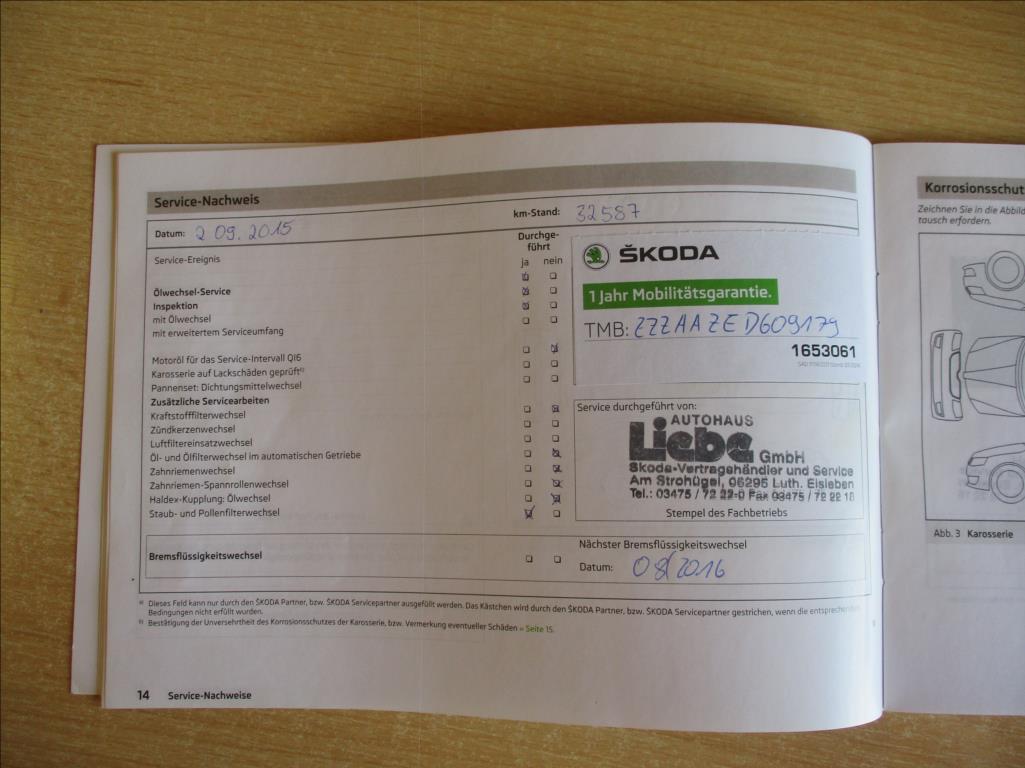 Service-Nachweis
Datum: 2 09. 2015
km-Stand: 32587
Service-Ereignis
Durchge-
führt
ja nein
Ölwechsel-Service
Inspektion
mit Ölwechsel
mit erweitertem Serviceumfang
Motoröl für das Service-Intervall QI6
Karosserie auf Lackschäden geprüft⁶⁾
Pannenset: Dichtungsmittelwechsel
Zusätzliche Servicearbeiten
Kraftstofffilterwechsel
Zündkerzenwechsel
Luftfiltereinsatzwechsel
Öl- und Ölfilterwechsel im automatischen Getriebe
Zahnriemenwechsel
Zahnriemen-Spannrollenwechsel
Haldex-Kupplung: Ölwechsel
Staub- und Pollenfilterwechsel
ŠKODA
1 Jahr Mobilitätsgarantie.
TMB: ZZZAAZED609179
1653061
Service durchgeführt von:
AUTOHAUS
Liebe GmbH
Skoda-Vertragshändler und Service
Am Strohügel, 06295 Luth. Eisleben
Tel.: 03475 / 72 22-0 Fax 03475 / 72 22 18
Stempel des Fachbetriebs
Bremsflüssigkeitswechsel
Nächster Bremsflüssigkeitswechsel
Datum: 08/2016
Dieses Feld kann nur durch den ŠKODA Partner, bzw. ŠKODA Servicepartner ausgefüllt werden. Das Kästchen wird durch den ŠKODA Partner, bzw. ŠKODA Servicepartner gestrichen, wenn die
Bedingungen nicht erfüllt wurden.
Bestätigung der Unversehrtheit des Korrosionsschutzes der Karosserie, bzw. Vermerkung eventueller Schäden » Seite 15.
14 Service-Nachweise
Korrosionsschut
Zeichnen Sie in die Abbild
tausch erfordern.
Abb. 3 Karosserie